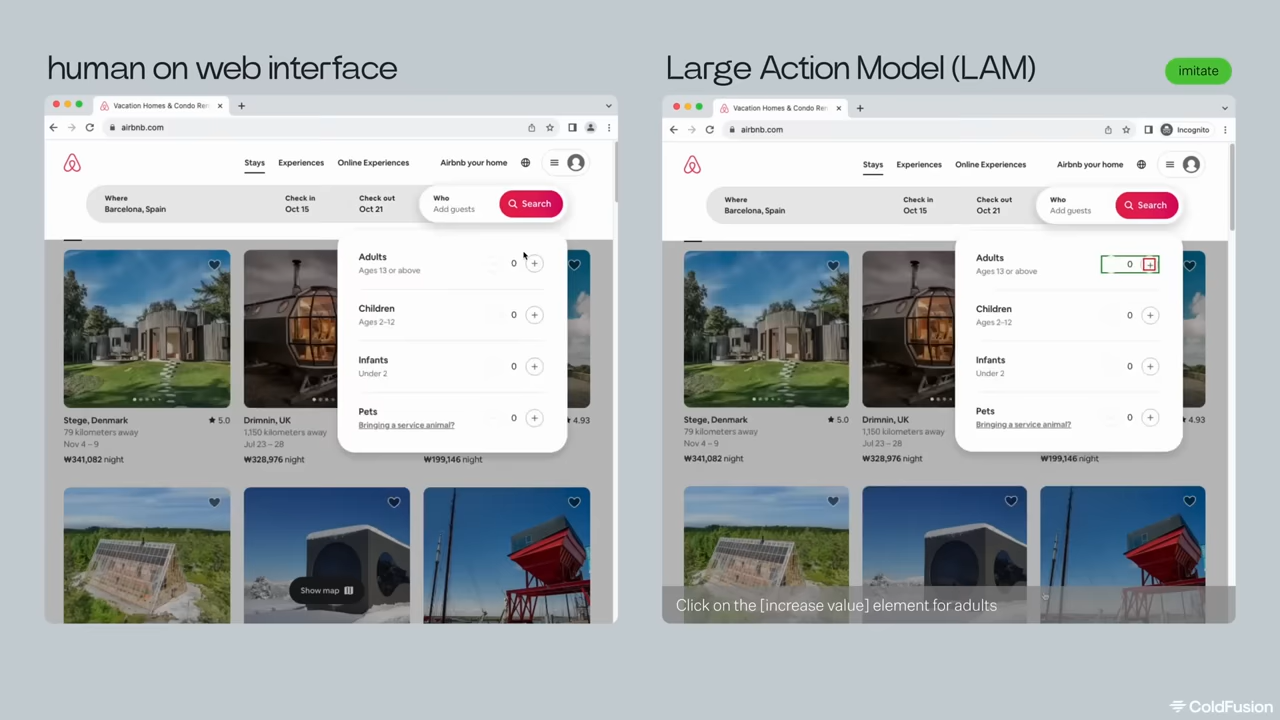 human on web interface
Vacation Homes & Condo Ren
airbnb.com
Stays Experiences Online Experiences Airbnb your home
Where
Barcelona, Spain
Check in
Oct 15
Check out
Oct 21
Who
Add guests
Search
Adults
Ages 13 or above
0
Children
Ages 2–12
0
Infants
Under 2
0
Pets
Bringing a service animal?
0
Stege, Denmark
5.0
79 kilometers away
Nov 4 – 9
₩341,082 night
Drimnin, UK
1,150 kilometers away
Jul 23 – 28
₩328,976 night
4.93
₩199,146 night
Show map
Large Action Model (LAM)
imitate
Vacation Homes & Condo Ren
airbnb.com
Incognito
Stays Experiences Online Experiences Airbnb your home
Where
Barcelona, Spain
Check in
Oct 15
Check out
Oct 21
Who
Add guests
Search
Adults
Ages 13 or above
0
Children
Ages 2–12
0
Infants
Under 2
0
Pets
Bringing a service animal?
0
Stege, Denmark
5.0
79 kilometers away
Nov 4 – 9
₩341,082 night
Drimnin, UK
1,150 kilometers away
Jul 23 – 28
₩328,976 night
4.93
₩199,146 night
Click on the [increase value] element for adults
ColdFusion